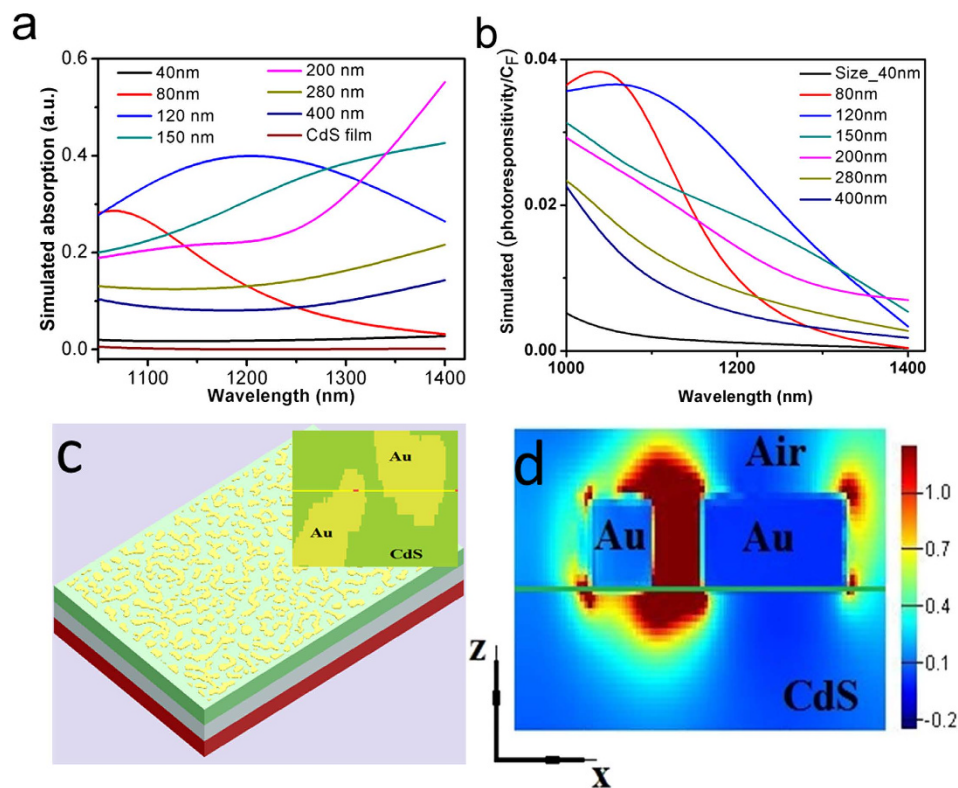 a
Simulated absorption (a.u.)
0.6
0.4
0.2
0.0
40nm
80nm
120 nm
150 nm
200 nm
280 nm
400 nm
CdS film
1100
1200
1300
1400
Wavelength (nm)
b
Simulated (photoresponsitivity/C_F)
0.04
0.02
0.00
Size_40nm
80nm
120nm
150nm
200nm
280nm
400nm
1000
1200
1400
Wavelength (nm)
c
Au
Au
CdS
d
Air
Au
Au
CdS
z
x
1.0
0.7
0.4
0.1
-0.2